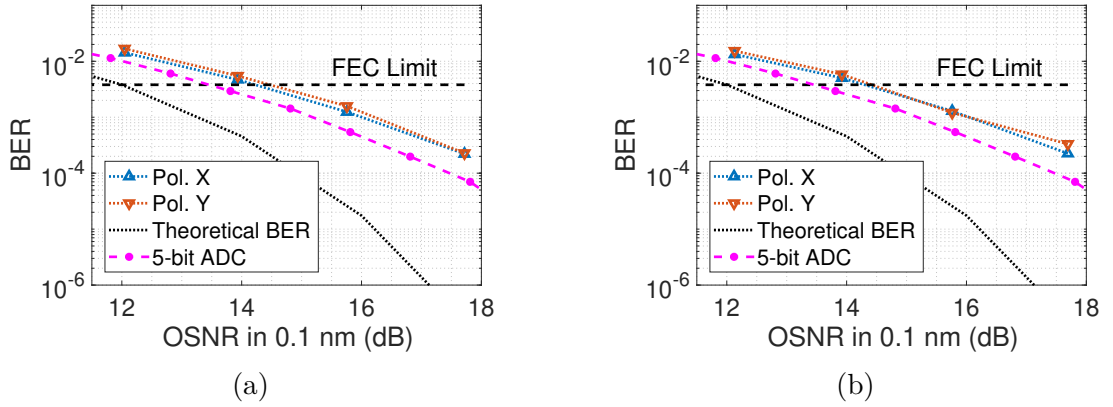 10^-2
10^-4
10^-6
BER
FEC Limit
Pol. X
Pol. Y
Theoretical BER
5-bit ADC
12 14 16 18
OSNR in 0.1 nm (dB)
(a)
10^-2
10^-4
10^-6
BER
FEC Limit
Pol. X
Pol. Y
Theoretical BER
5-bit ADC
12 14 16 18
OSNR in 0.1 nm (dB)
(b)